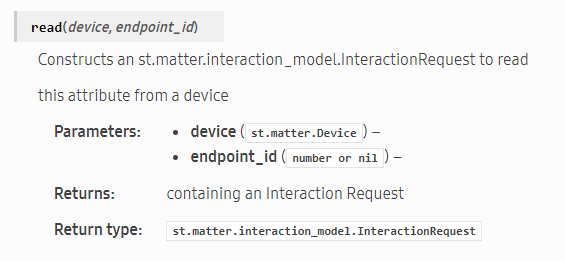 read(device, endpoint_id)
Constructs an st.matter.interaction_model.InteractionRequest to read
this attribute from a device
Parameters:
• device ( st.matter.Device ) –
• endpoint_id ( number or nil ) –
Returns: containing an Interaction Request
Return type: st.matter.interaction_model.InteractionRequest